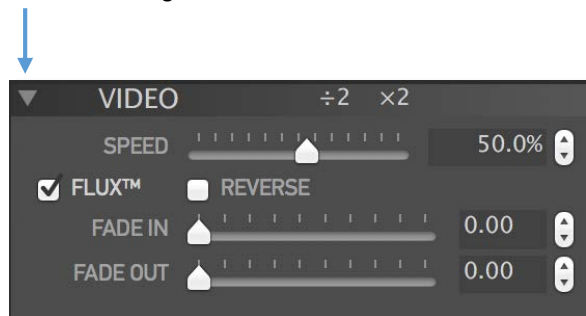 VIDEO ÷2 ×2
SPEED 50.0%
FLUX™ REVERSE
FADE IN 0.00
FADE OUT 0.00